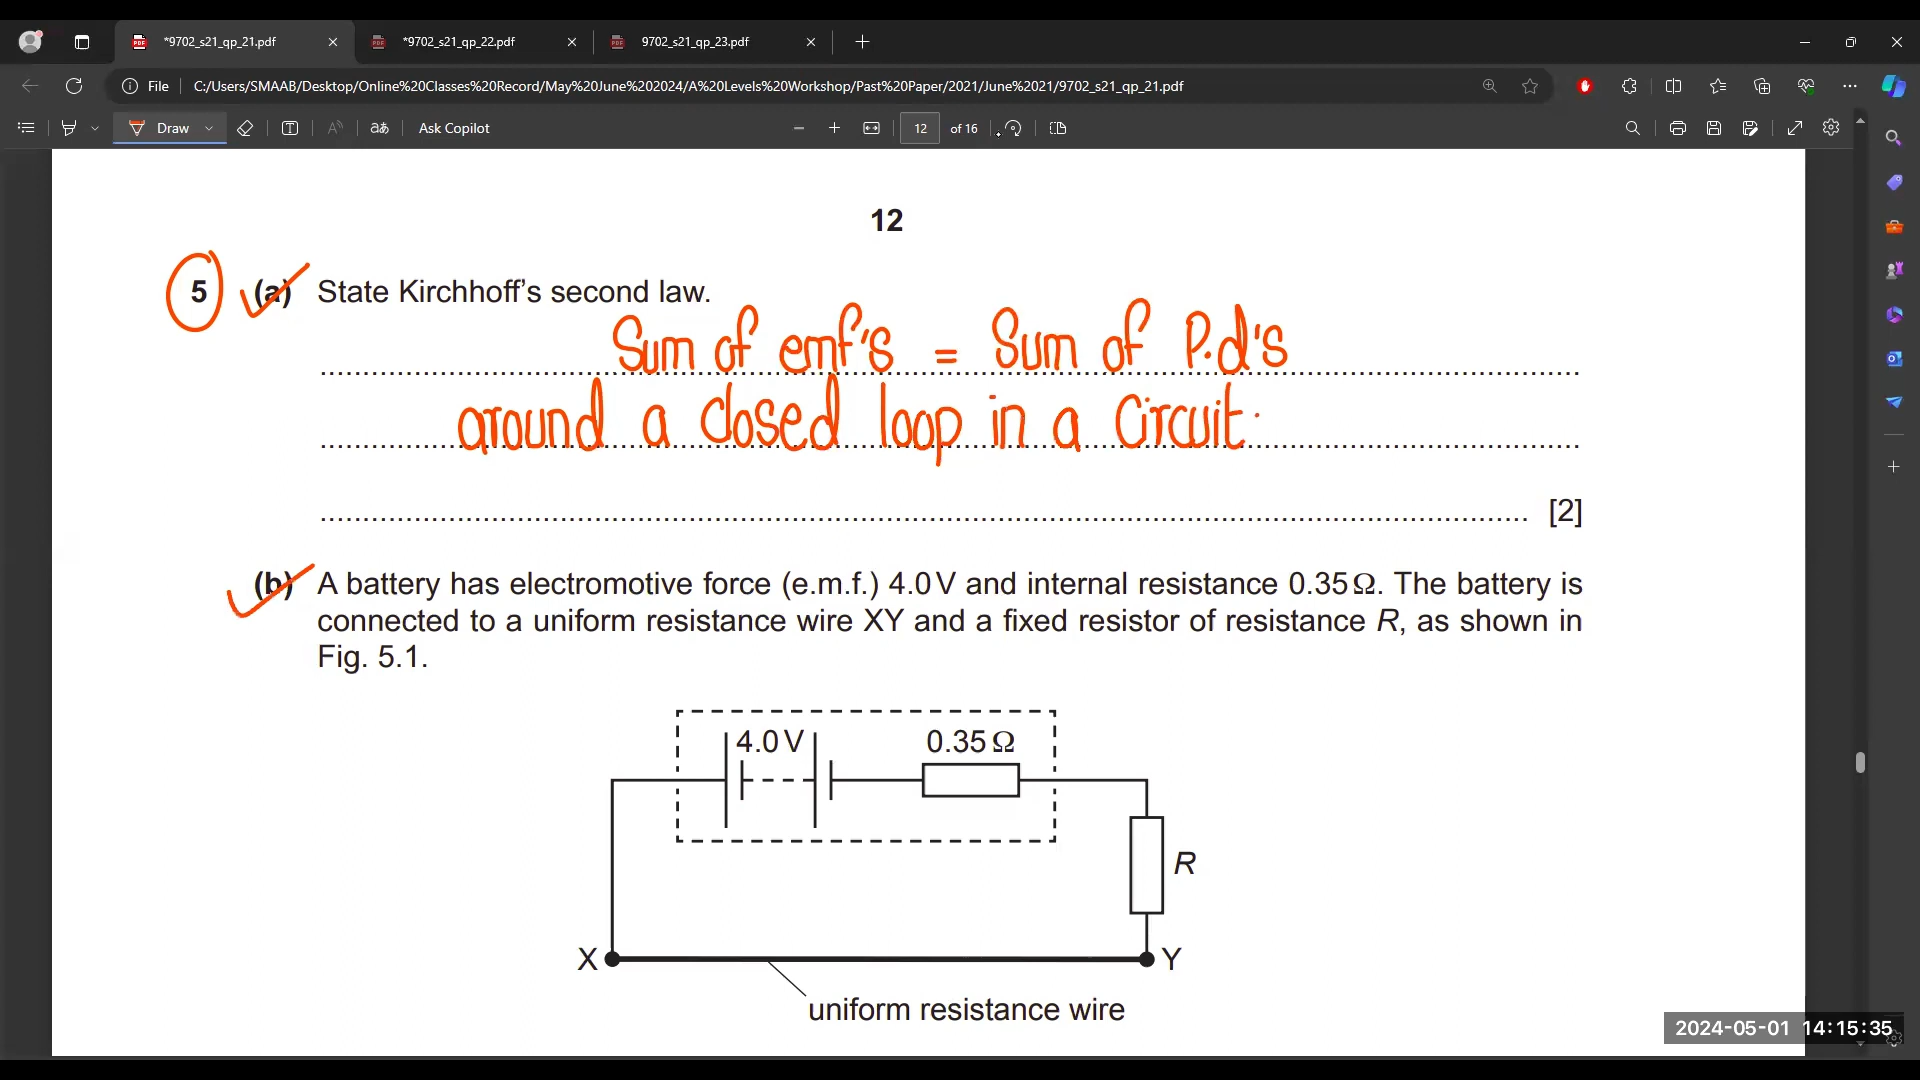 *9702_s21_qp_21.pdf
*9702_s21_qp_22.pdf
9702_s21_qp_23.pdf
File
C:/Users/SMAAB/Desktop/Online%20Classes%20Record/May%20June%202024/A%20Levels%20Workshop/Past%20Paper/2021/June%2021/9702_s21_qp_21.pdf
Draw
Ask Copilot
12 of 16
12
5 (a) State Kirchhoff's second law.
Sum of emf's = Sum of P.d's
around a closed loop in a Circuit.
[2]
(b) A battery has electromotive force (e.m.f.) 4.0 V and internal resistance 0.35 Ω. The battery is
connected to a uniform resistance wire XY and a fixed resistor of resistance R, as shown in
Fig. 5.1.
4.0 V 0.35 Ω
R
X Y
uniform resistance wire
2024-05-01 14:15:35